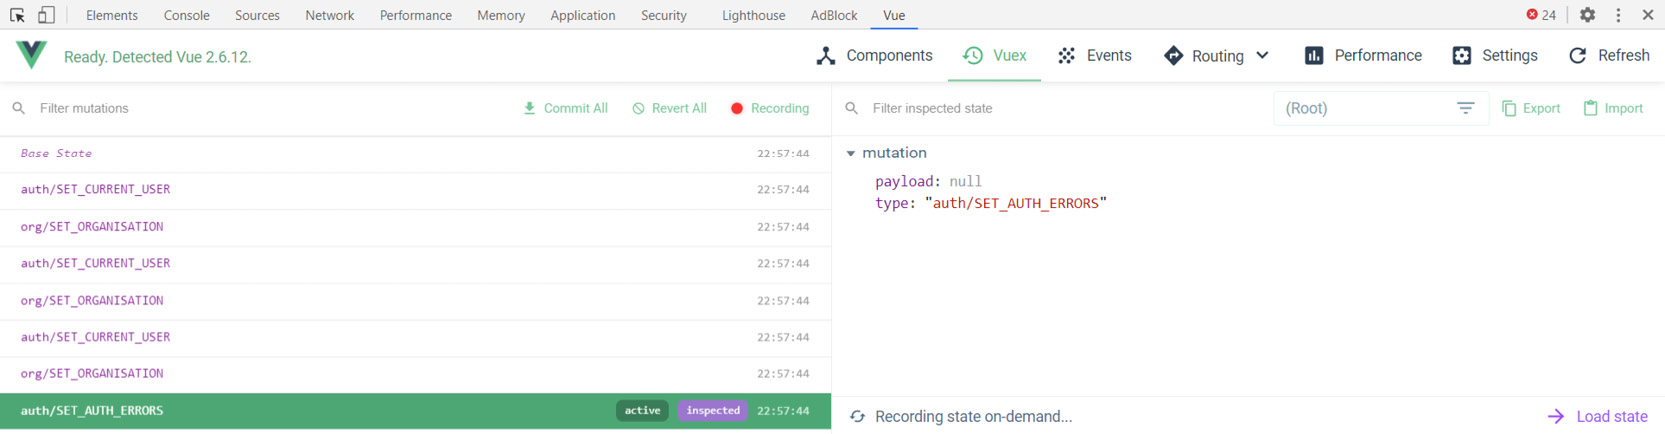 Elements Console Sources Network Performance Memory Application Security Lighthouse AdBlock Vue 24
Ready. Detected Vue 2.6.12. Components Vuex Events Routing Performance Settings Refresh
Filter mutations Commit All Revert All Recording Filter inspected state (Root) Export Import
Base State 22:57:44
auth/SET_CURRENT_USER 22:57:44
org/SET_ORGANISATION 22:57:44
auth/SET_CURRENT_USER 22:57:44
org/SET_ORGANISATION 22:57:44
auth/SET_CURRENT_USER 22:57:44
org/SET_ORGANISATION 22:57:44
auth/SET_AUTH_ERRORS active inspected 22:57:44
mutation
payload: null
type: "auth/SET_AUTH_ERRORS"
Recording state on-demand... Load state